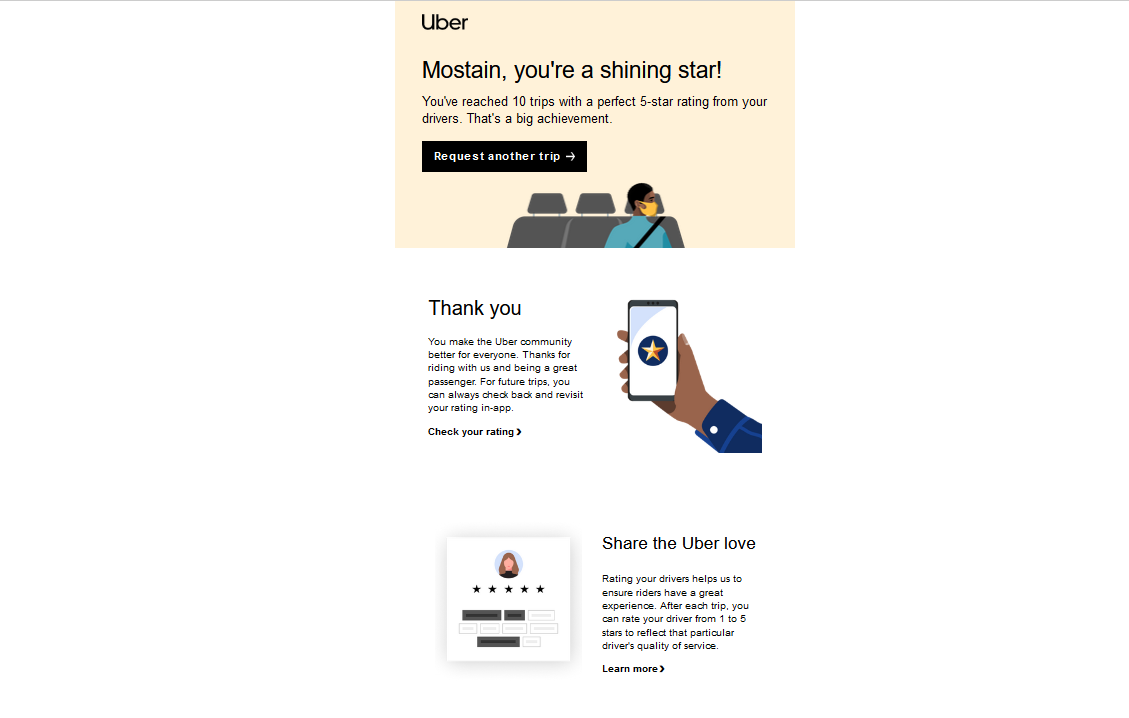 Uber
Mostain, you're a shining star!
You've reached 10 trips with a perfect 5-star rating from your
drivers. That's a big achievement.
Request another trip →
Thank you
You make the Uber community
better for everyone. Thanks for
riding with us and being a great
passenger. For future trips, you
can always check back and revisit
your rating in-app.
Check your rating ❯
Share the Uber love
Rating your drivers helps us to
ensure riders have a great
experience. After each trip, you
can rate your driver from 1 to 5
stars to reflect that particular
driver's quality of service.
Learn more ❯